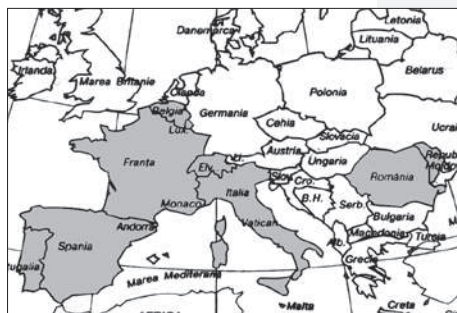 Letonia
Danemarca
Lituania
Irlanda
Marea Britanie
Olanda
Belarus
Polonia
Belgia
Germania
Lux.
Cehia
Ucrai
Slovacia
Franta
Austria
Elv.
Ungaria
Republ
Moldov
Slov.
Cro.
România
Monaco
Italia
B.H.
Serb.
Andorra
Vatican
Bulgaria
Spania
Macedonia
ugalia
Alb.
Turcia
Grecia
Marea Mediterana
Malta
Creta